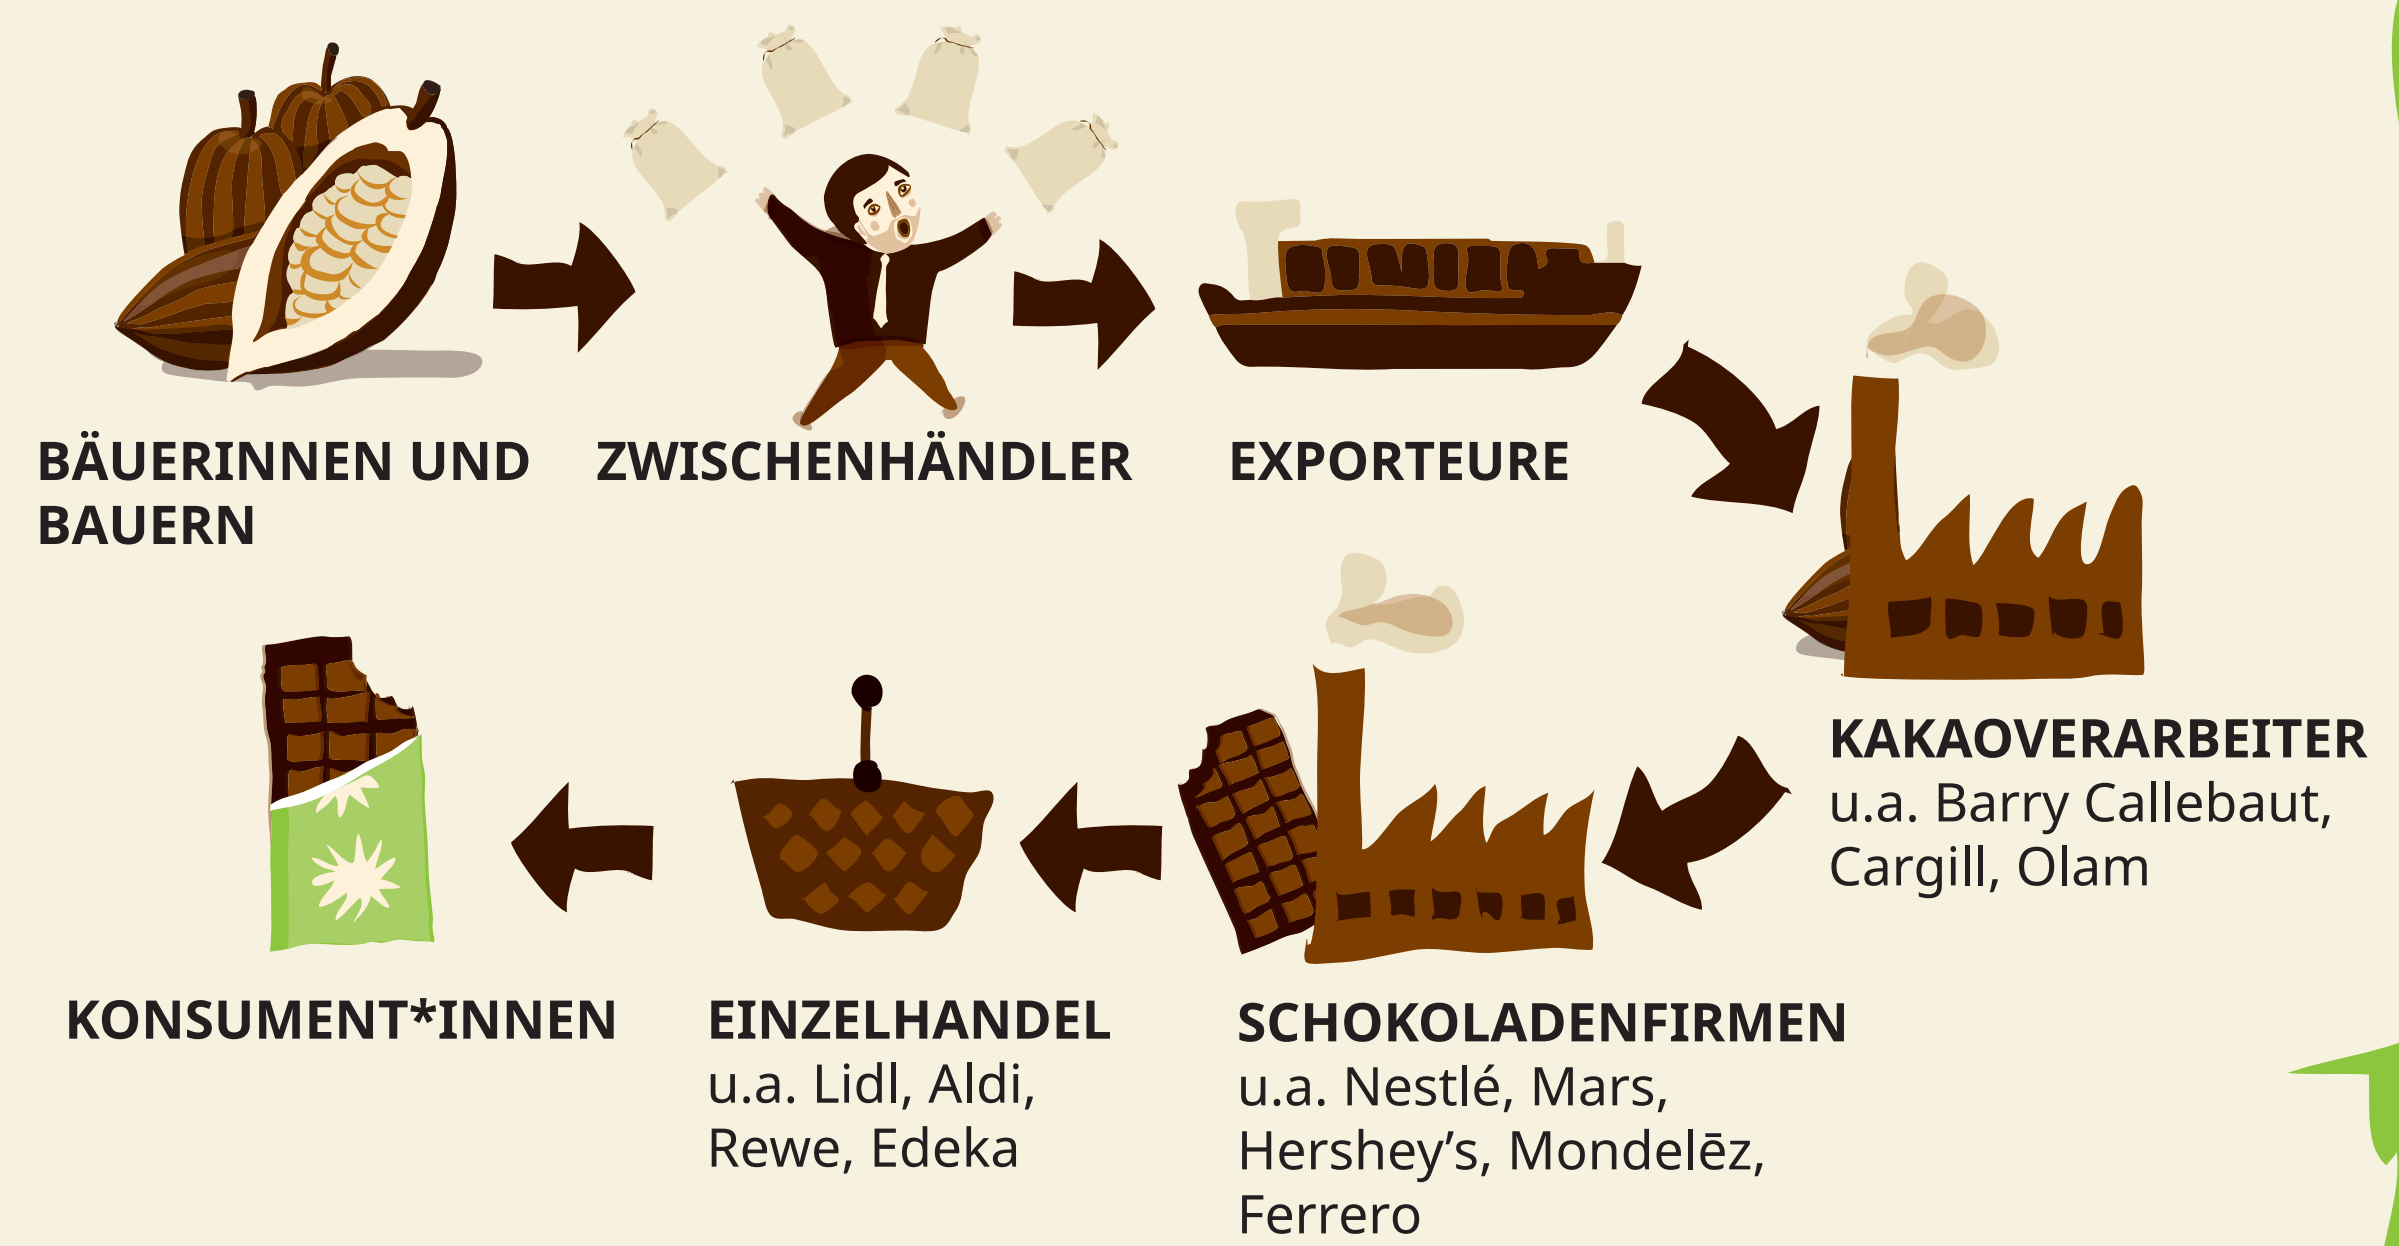 BÄUERINNEN UND
BAUERN
ZWISCHENHÄNDLER
EXPORTEURE
KAKAOVERARBEITER
u.a. Barry Callebaut,
Cargill, Olam
SCHOKOLADENFIRMEN
u.a. Nestlé, Mars,
Hershey’s, Mondelēz,
Ferrero
EINZELHANDEL
u.a. Lidl, Aldi,
Rewe, Edeka
KONSUMENT*INNEN